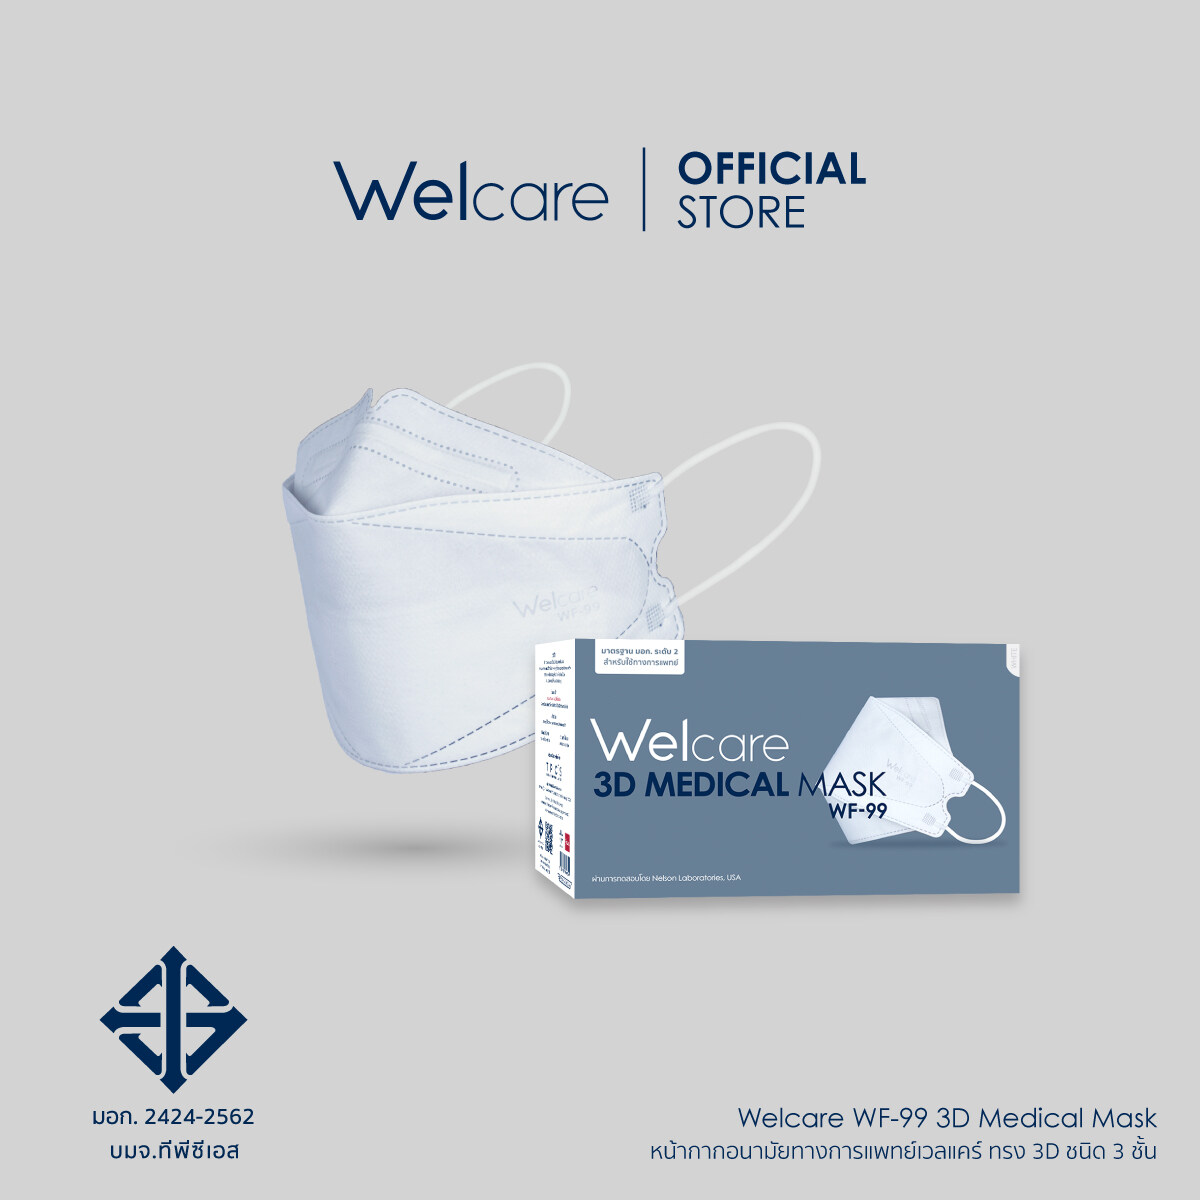 Welcare
OFFICIAL
STORE
Welcare
WF-99
มาตรฐาน มอก. ระดับ 2
สำหรับใช้ทางการแพทย์
WHITE
Welcare
3D MEDICAL MASK
WF-99
ผ่านการทดสอบโดย Nelson Laboratories, USA
มอก. 2424-2562
บมจ.ทีพีซีเอส
Welcare WF-99 3D Medical Mask
หน้ากากอนามัยทางการแพทย์เวลแคร์ ทรง 3D ชนิด 3 ชั้น